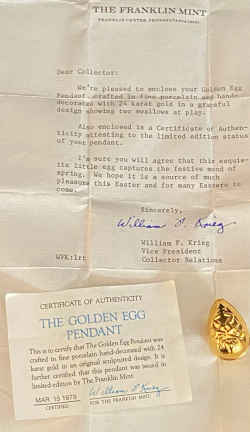 THE FRANKLIN MINT
FRANKLIN CENTER, PENNSYLVANIA
Dear Collector:
We're pleased to enclose your Golden Egg
Pendant, crafted in fine porcelain and hand-
decorated with 24 karat gold in a graceful
design showing two swallows at play.
Also enclosed is a Certificate of Authen-
ticity attesting to the limited edition status
of your pendant.
I'm sure you will agree that this exquis-
ite little egg captures the festive mood of
spring. We hope it is a source of much
pleasure this Easter and for many Easters to
come.
Sincerely,
William F. Krieg
William F. Krieg
Vice President
Collector Relations
WFK:lrt
CERTIFICATE OF AUTHENTICITY
THE GOLDEN EGG
PENDANT
This is to certify that The Golden Egg Pendant was
crafted in fine porcelain hand-decorated with 24
karat gold in an original sculptured design. It is
further certified that this pendant was issued in
limited edition by The Franklin Mint.
MAR 15 1979
William F. Krieg
CERTIFIED
FOR THE FRANKLIN MINT